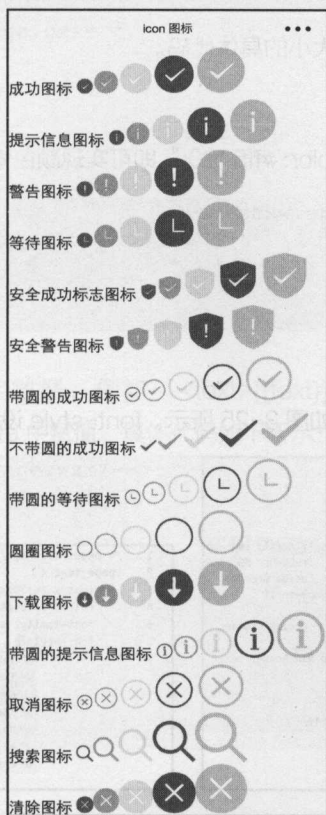 icon 图标
成功图标
提示信息图标
警告图标
等待图标
安全成功标志图标
安全警告图标
带圆的成功图标
不带圆的成功图标
带圆的等待图标
圆圈图标
下载图标
带圆的提示信息图标
取消图标
搜索图标
清除图标